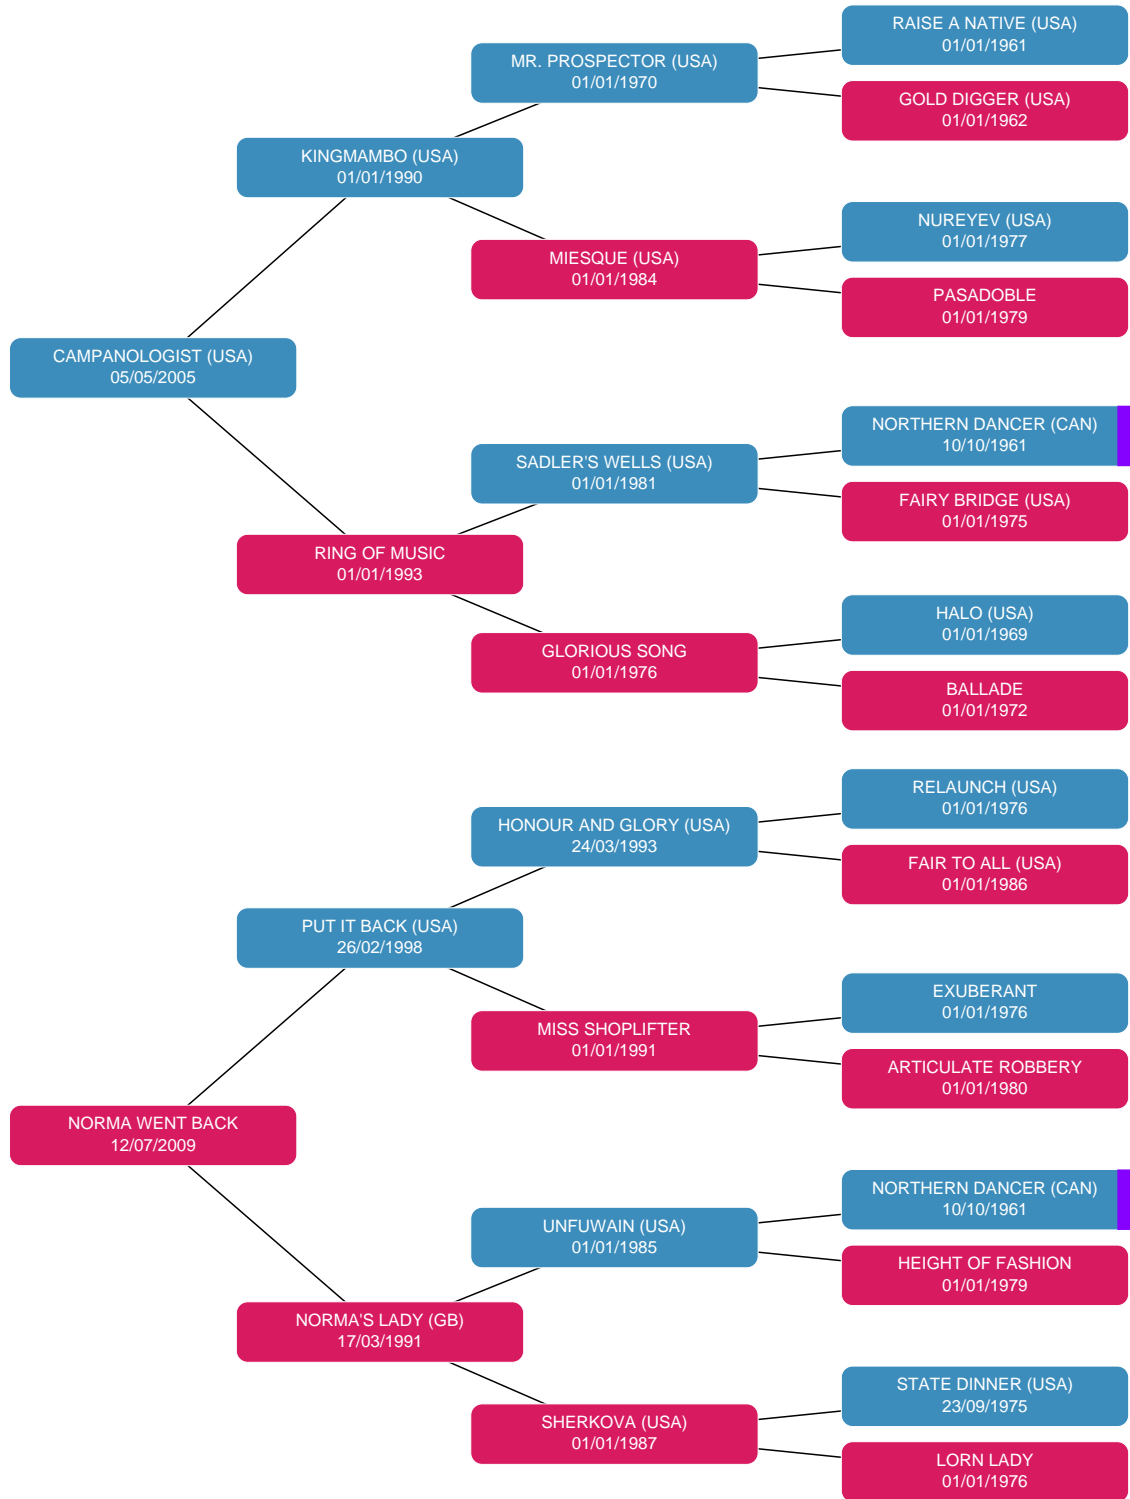 RAISE A NATIVE (USA)
01/01/1961
MR. PROSPECTOR (USA)
01/01/1970
GOLD DIGGER (USA)
01/01/1962
KINGMAMBO (USA)
01/01/1990
NUREYEV (USA)
01/01/1977
MIESQUE (USA)
01/01/1984
PASADOBLE
01/01/1979
CAMPANOLOGIST (USA)
05/05/2005
NORTHERN DANCER (CAN)
10/10/1961
SADLER'S WELLS (USA)
01/01/1981
FAIRY BRIDGE (USA)
01/01/1975
RING OF MUSIC
01/01/1993
HALO (USA)
01/01/1969
GLORIOUS SONG
01/01/1976
BALLADE
01/01/1972
RELAUNCH (USA)
01/01/1976
HONOUR AND GLORY (USA)
24/03/1993
FAIR TO ALL (USA)
01/01/1986
PUT IT BACK (USA)
26/02/1998
EXUBERANT
01/01/1976
MISS SHOPLIFTER
01/01/1991
ARTICULATE ROBBERY
01/01/1980
NORMA WENT BACK
12/07/2009
NORTHERN DANCER (CAN)
10/10/1961
UNFUWAIN (USA)
01/01/1985
HEIGHT OF FASHION
01/01/1979
NORMA'S LADY (GB)
17/03/1991
STATE DINNER (USA)
23/09/1975
SHERKOVA (USA)
01/01/1987
LORN LADY
01/01/1976